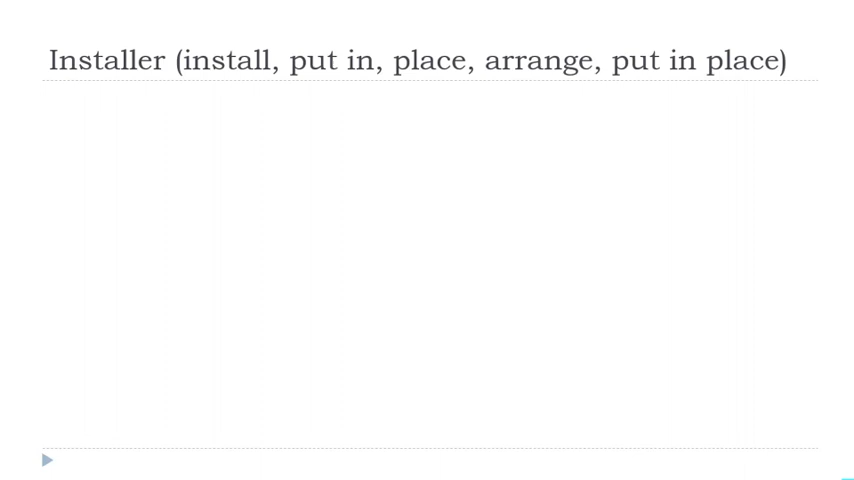 Installer (install, put in, place, arrange, put in place)